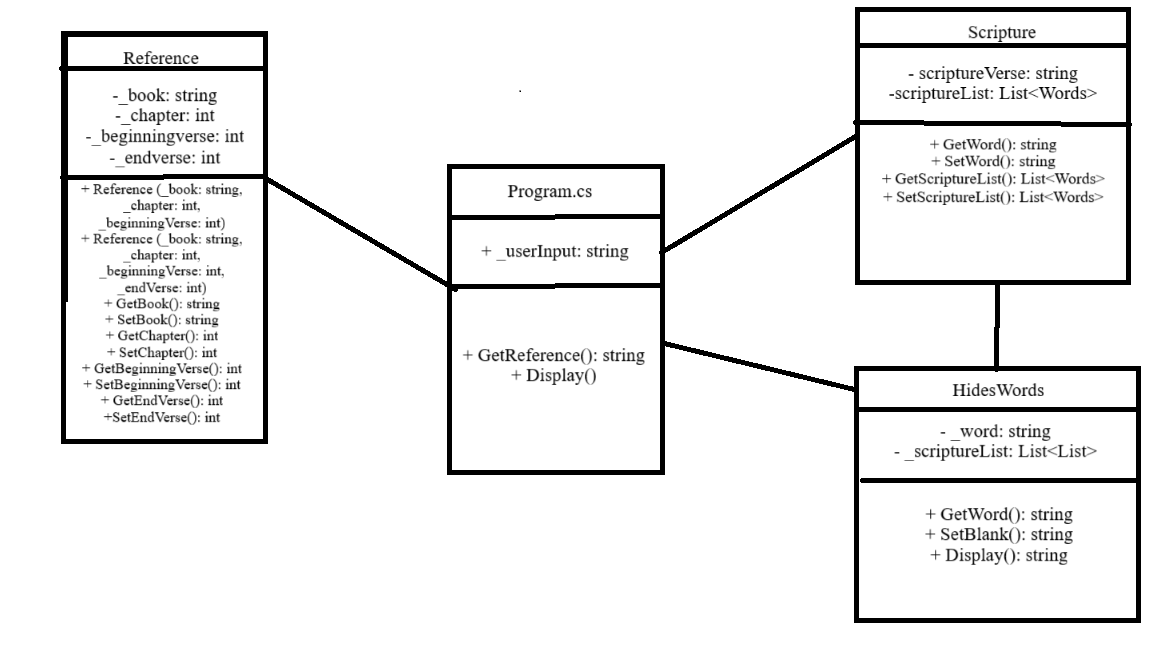 Reference
-_book: string
-_chapter: int
-_beginningverse: int
-_endverse: int
+ Reference (_book: string,
_chapter: int,
_beginningVerse: int)
+ Reference (_book: string,
_chapter: int,
_beginningVerse: int,
_endVerse: int)
+ GetBook(): string
+ SetBook(): string
+ GetChapter(): int
+ SetChapter(): int
+ GetBeginningVerse(): int
+ SetBeginningVerse(): int
+ GetEndVerse(): int
+SetEndVerse(): int
Program.cs
+ _userInput: string
+ GetReference(): string
+ Display()
Scripture
- scriptureVerse: string
-scriptureList: List<Words>
+ GetWord(): string
+ SetWord(): string
+ GetScriptureList(): List<Words>
+ SetScriptureList(): List<Words>
HidesWords
- _word: string
- _scriptureList: List<List>
+ GetWord(): string
+ SetBlank(): string
+ Display(): string